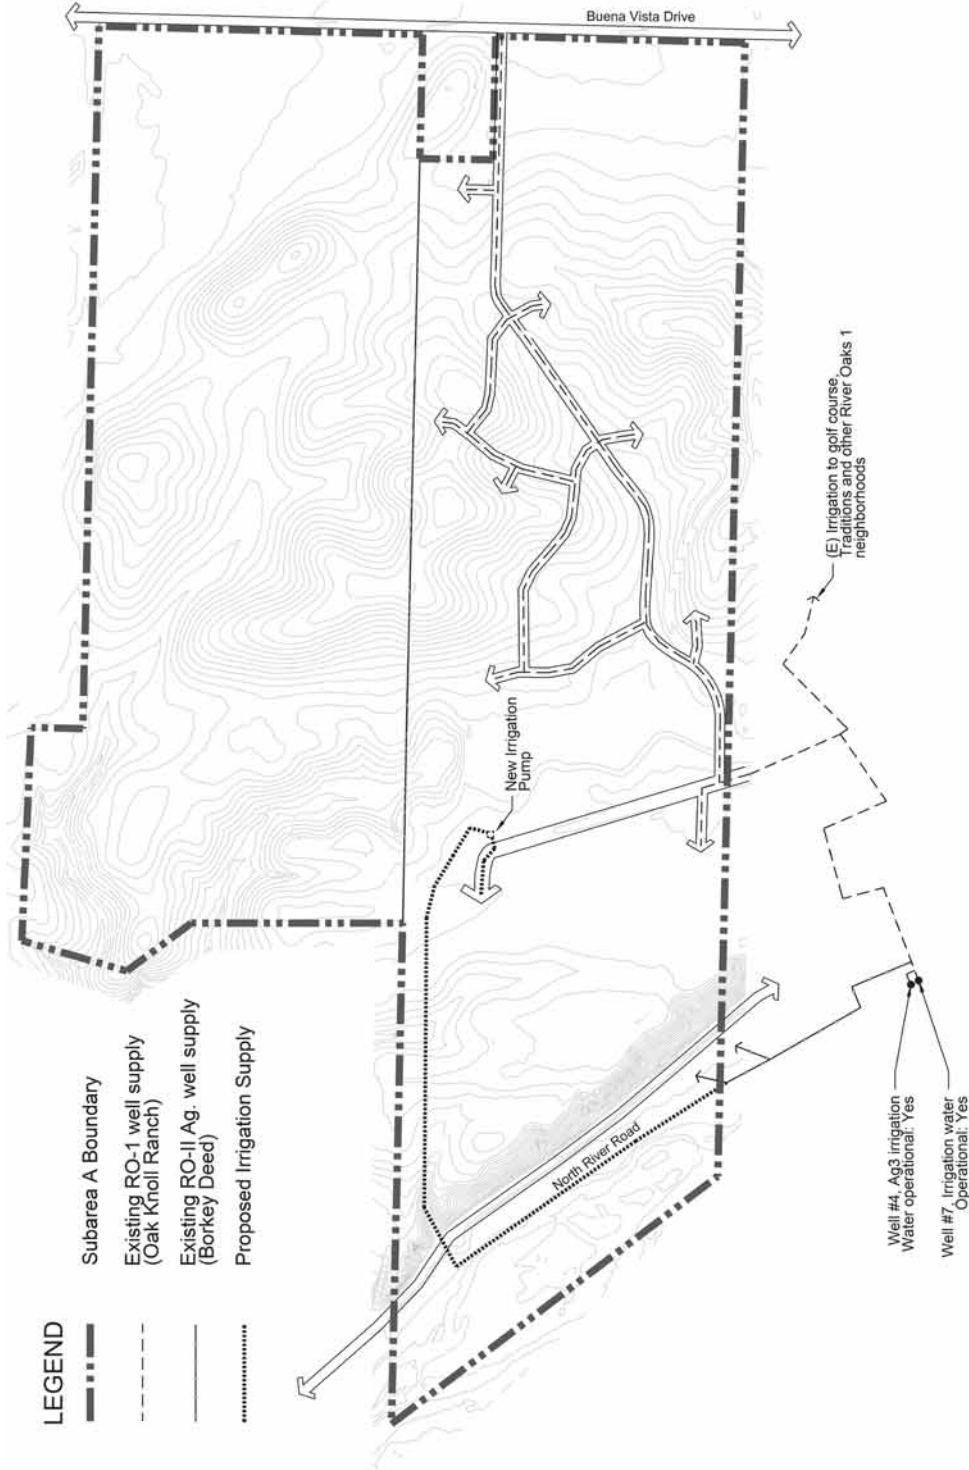 Buena Vista Drive
(E) Irrigation to golf course,
Traditions and other River Oaks 1
neighborhoods
New Irrigation
Pump
North River Road
Well #4, Ag3 irrigation
Water operational: Yes
Well #7, Irrigation water
Operational: Yes
LEGEND
Subarea A Boundary
Existing RO-1 well supply
(Oak Knoll Ranch)
Existing RO-II Ag. well supply
(Borkey Deed)
Proposed Irrigation Supply